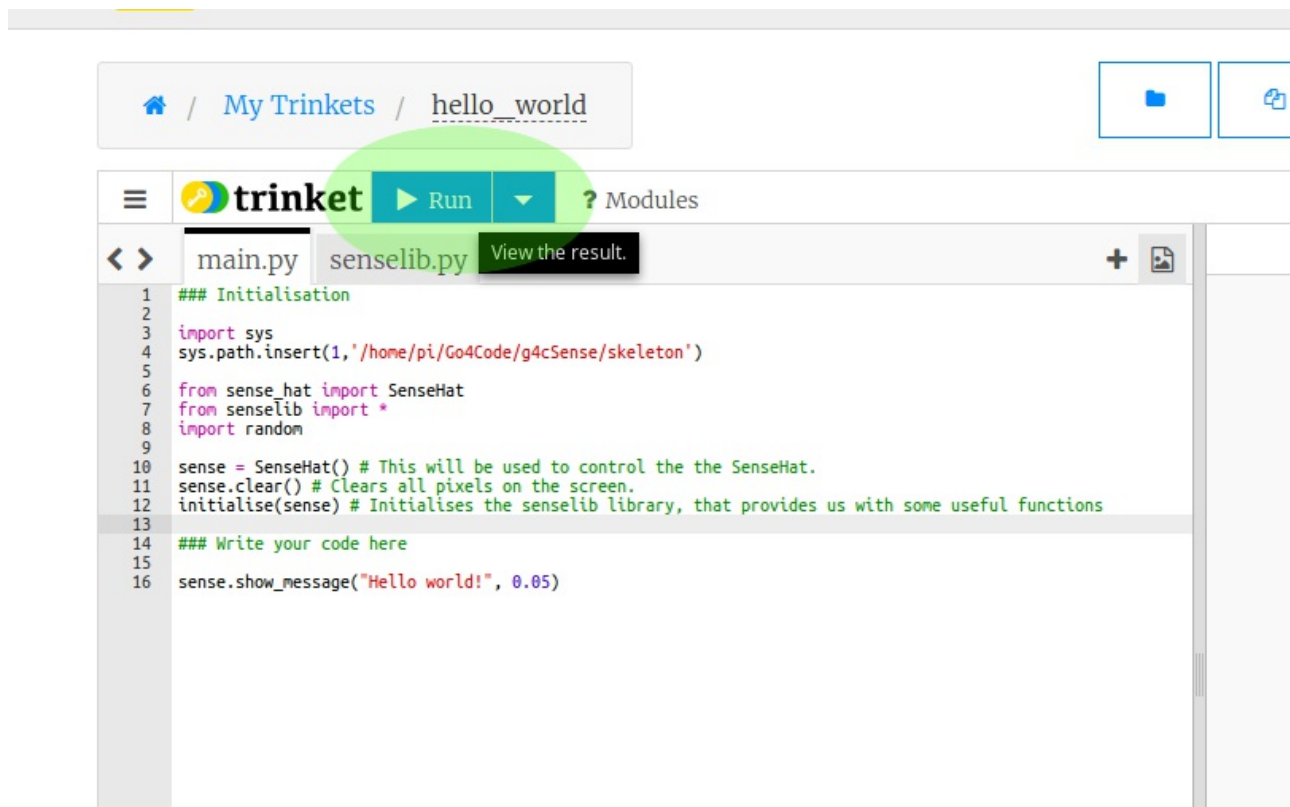 / My Trinkets / hello_world
trinket Run ? Modules
main.py senselib.py View the result.
1 ### Initialisation
2
3 import sys
4 sys.path.insert(1,'/home/pi/Go4Code/g4cSense/skeleton')
5
6 from sense_hat import SenseHat
7 from senselib import *
8 import random
9
10 sense = SenseHat() # This will be used to control the the SenseHat.
11 sense.clear() # Clears all pixels on the screen.
12 initialise(sense) # Initialises the senselib library, that provides us with some useful functions
13
14 ### Write your code here
15
16 sense.show_message("Hello world!", 0.05)